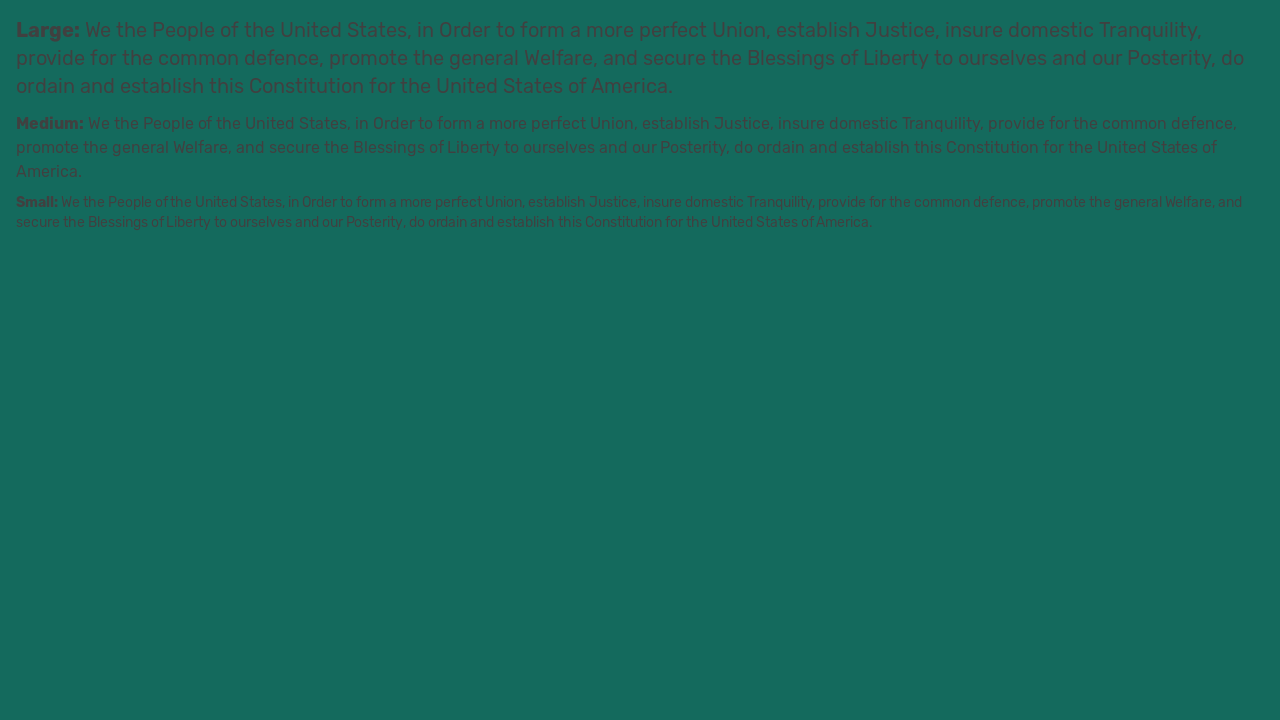 Large: We the People of the United States, in Order to form a more perfect Union, establish Justice, insure domestic Tranquility,
provide for the common defence, promote the general Welfare, and secure the Blessings of Liberty to ourselves and our Posterity, do
ordain and establish this Constitution for the United States of America.
Medium: We the People of the United States, in Order to form a more perfect Union, establish Justice, insure domestic Tranquility, provide for the common defence,
promote the general Welfare, and secure the Blessings of Liberty to ourselves and our Posterity, do ordain and establish this Constitution for the United States of
America.
Small: We the People of the United States, in Order to form a more perfect Union, establish Justice, insure domestic Tranquility, provide for the common defence, promote the general Welfare, and
secure the Blessings of Liberty to ourselves and our Posterity, do ordain and establish this Constitution for the United States of America.